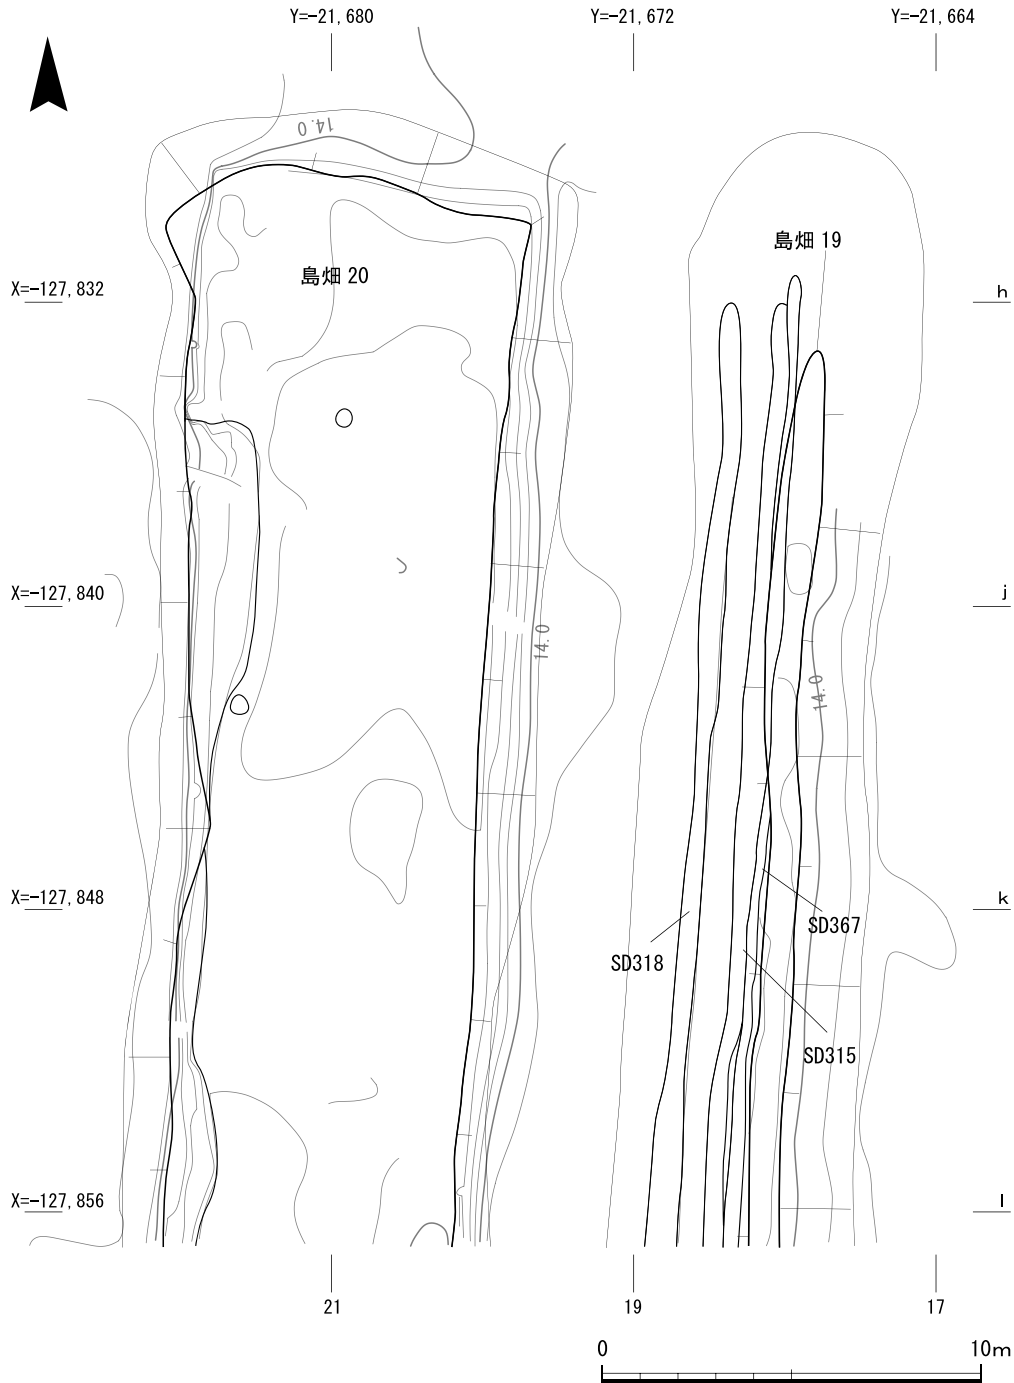 Y=-21,680
Y=-21,672
Y=-21,664
14.0
島畑 19
島畑 20
X=-127,832
h
X=-127,840
j
14.0
14.0
X=-127,848
k
SD367
SD318
SD315
X=-127,856
l
21
19
17
0
10m